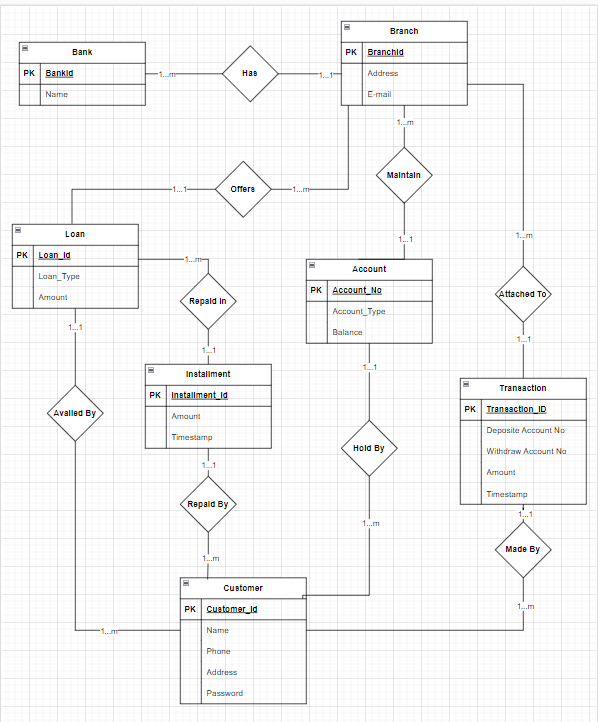 Branch
Bank
PK BranchId
PK BankId
1...m
Has
1...1
Address
Name
E-mail
1...m
Maintain
1...1
Offers
1...m
Loan
1...m
1...1
PK Loan_Id
1...m
Account
Loan_Type
PK Account_No
Attached To
Amount
Repaid In
Account_Type
1...1
Balance
1...1
1...1
1...1
Installment
Transaction
PK Installment_Id
PK Transaction_ID
Availed By
Amount
Deposite Account No
Timestamp
Hold By
Withdraw Account No
1...1
Amount
Timestamp
Repaid By
1...m
1...1
1...m
Made By
Customer
PK Customer_Id
1...m
1...m
Name
Phone
Address
Password